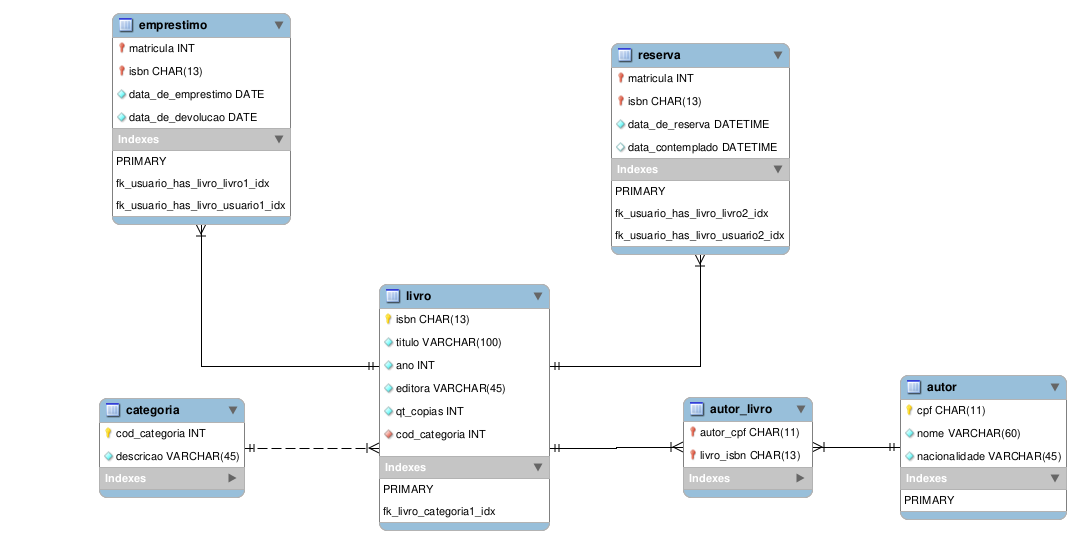 emprestimo
matricula INT
isbn CHAR(13)
data_de_emprestimo DATE
data_de_devolucao DATE
Indexes
PRIMARY
fk_usuario_has_livro_livro1_idx
fk_usuario_has_livro_usuario1_idx
reserva
matricula INT
isbn CHAR(13)
data_de_reserva DATETIME
data_contemplado DATETIME
Indexes
PRIMARY
fk_usuario_has_livro_livro2_idx
fk_usuario_has_livro_usuario2_idx
livro
isbn CHAR(13)
titulo VARCHAR(100)
ano INT
editora VARCHAR(45)
qt_copias INT
cod_categoria INT
Indexes
PRIMARY
fk_livro_categoria1_idx
categoria
cod_categoria INT
descricao VARCHAR(45)
Indexes
autor_livro
autor_cpf CHAR(11)
livro_isbn CHAR(13)
Indexes
autor
cpf CHAR(11)
nome VARCHAR(60)
nacionalidade VARCHAR(45)
Indexes
PRIMARY